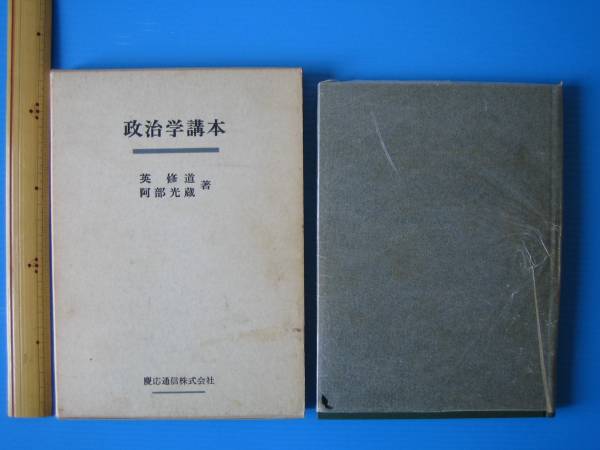 政治学講本
英 修 道
阿部光蔵 著
慶応通信株式会社